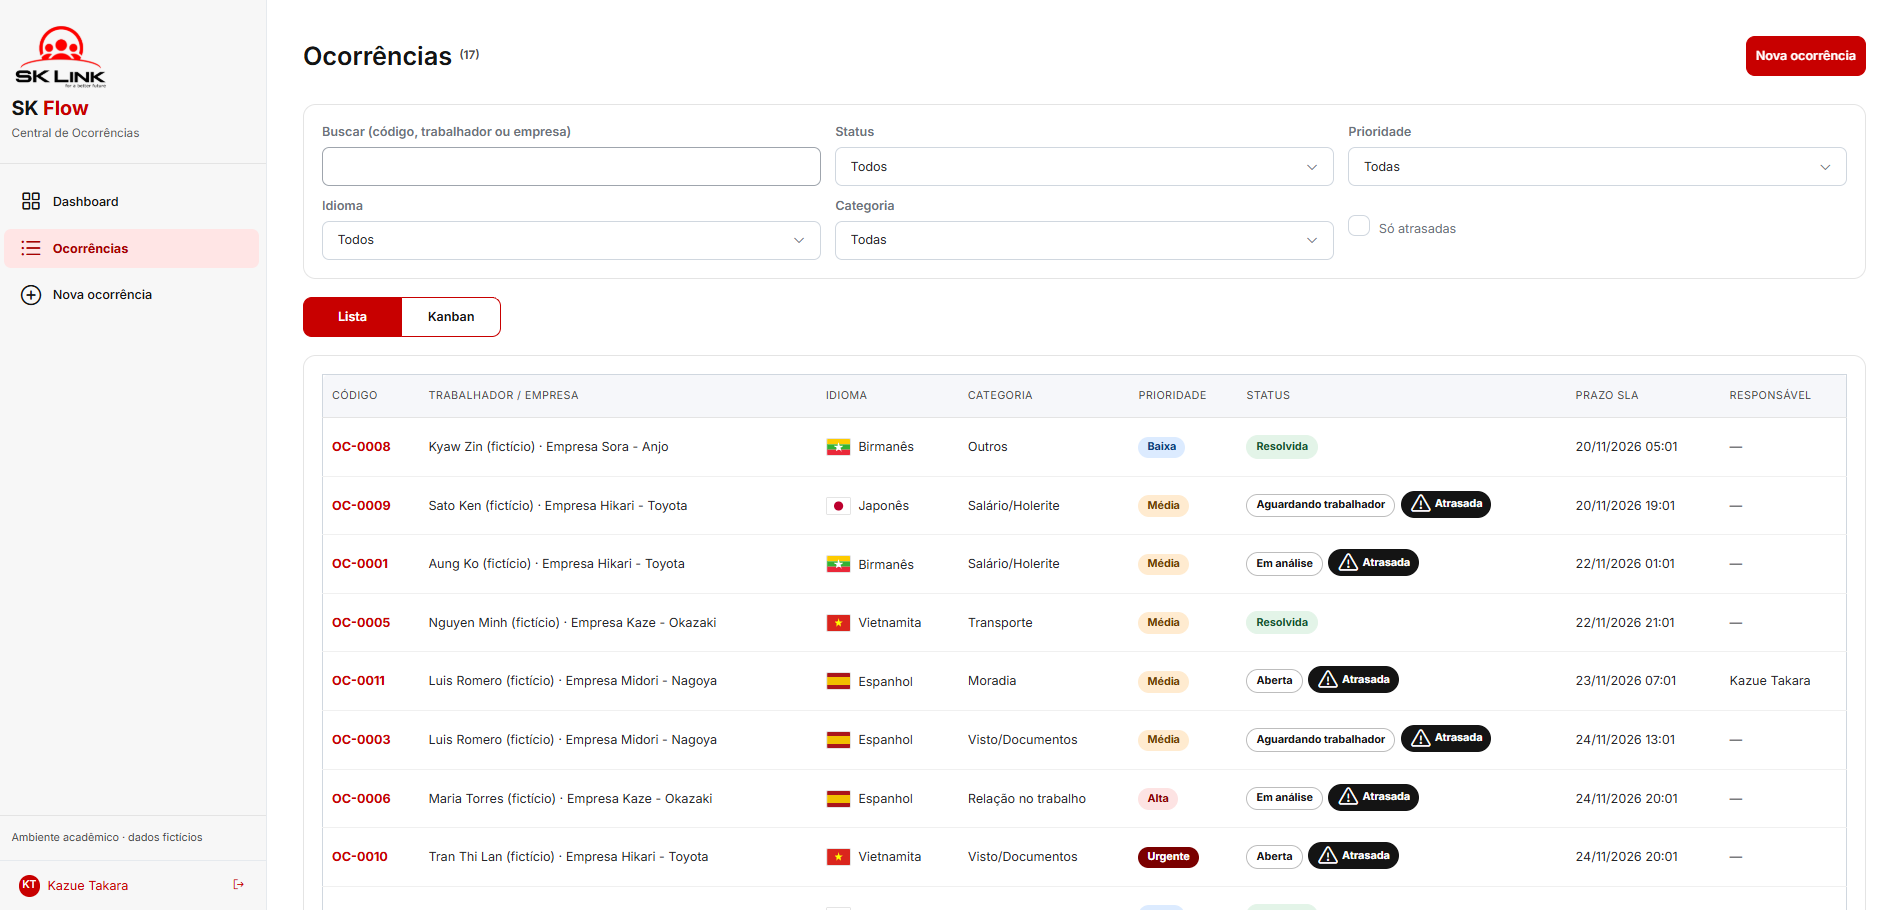 SK LINK
for a better future
SK Flow
Central de Ocorrências
Dashboard
Ocorrências
Nova ocorrência
Ambiente acadêmico · dados fictícios
KT Kazue Takara
Ocorrências (17)
Nova ocorrência
Buscar (código, trabalhador ou empresa)
Status
Todos
Prioridade
Todas
Idioma
Todos
Categoria
Todas
Só atrasadas
Lista Kanban
CÓDIGO TRABALHADOR / EMPRESA IDIOMA CATEGORIA PRIORIDADE STATUS PRAZO SLA RESPONSÁVEL
OC-0008 Kyaw Zin (fictício) · Empresa Sora - Anjo Birmanês Outros Baixa Resolvida 20/11/2026 05:01 —
OC-0009 Sato Ken (fictício) · Empresa Hikari - Toyota Japonês Salário/Holerite Média Aguardando trabalhador Atrasada 20/11/2026 19:01 —
OC-0001 Aung Ko (fictício) · Empresa Hikari - Toyota Birmanês Salário/Holerite Média Em análise Atrasada 22/11/2026 01:01 —
OC-0005 Nguyen Minh (fictício) · Empresa Kaze - Okazaki Vietnamita Transporte Média Resolvida 22/11/2026 21:01 —
OC-0011 Luis Romero (fictício) · Empresa Midori - Nagoya Espanhol Moradia Média Aberta Atrasada 23/11/2026 07:01 Kazue Takara
OC-0003 Luis Romero (fictício) · Empresa Midori - Nagoya Espanhol Visto/Documentos Média Aguardando trabalhador Atrasada 24/11/2026 13:01 —
OC-0006 Maria Torres (fictício) · Empresa Kaze - Okazaki Espanhol Relação no trabalho Alta Em análise Atrasada 24/11/2026 20:01 —
OC-0010 Tran Thi Lan (fictício) · Empresa Hikari - Toyota Vietnamita Visto/Documentos Urgente Aberta Atrasada 24/11/2026 20:01 —